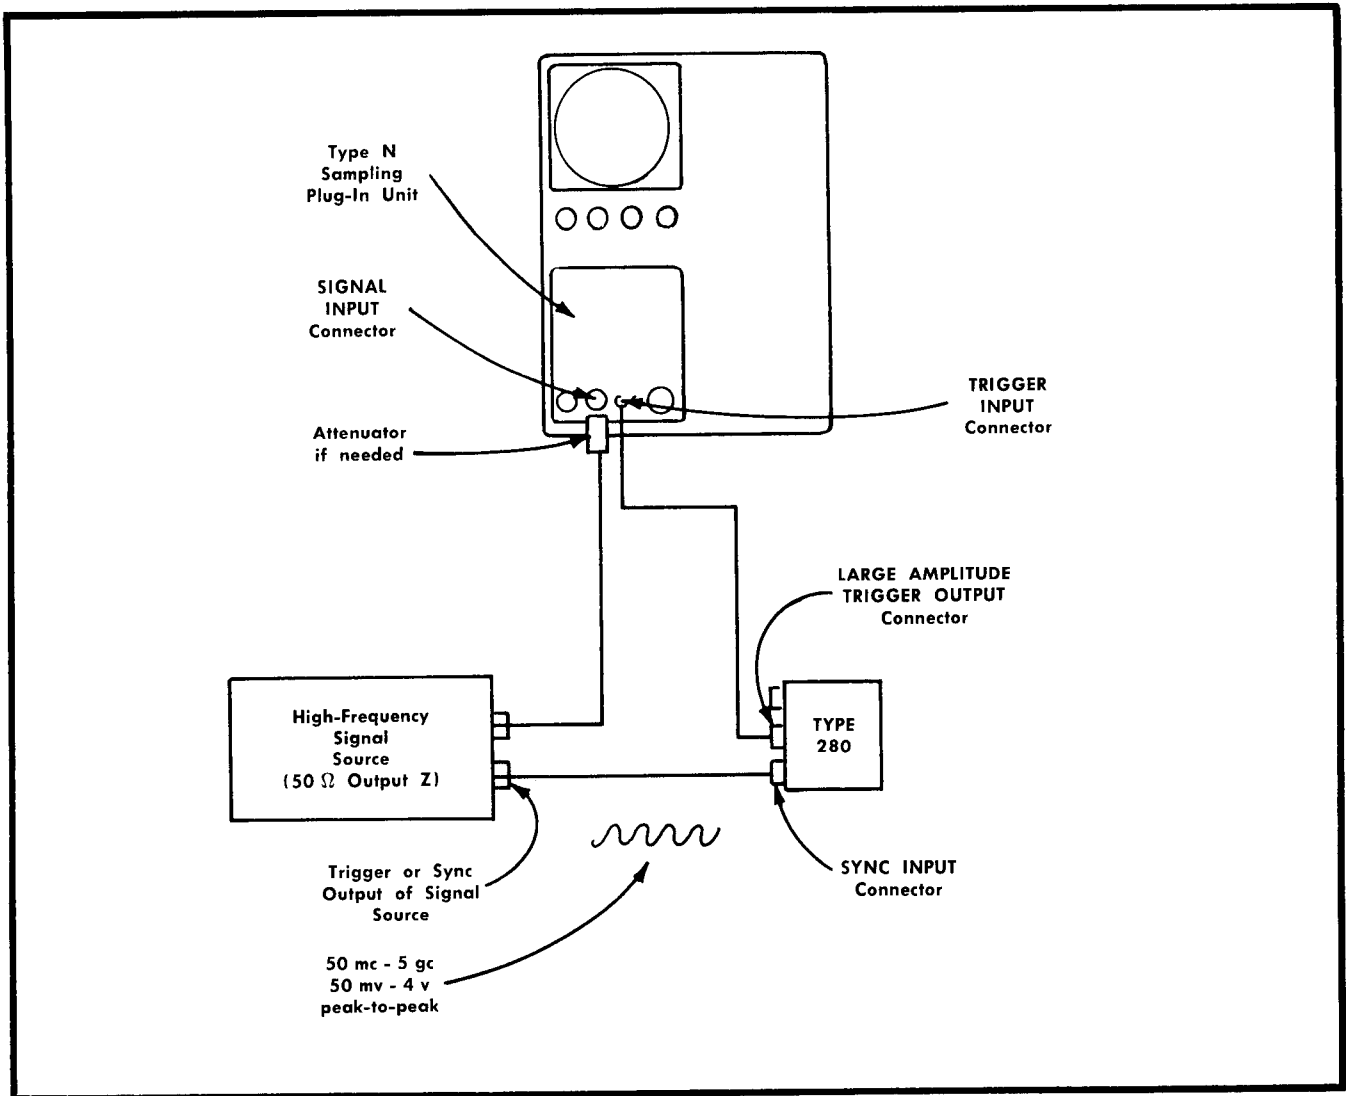 Type N
Sampling
Plug-In Unit
SIGNAL
INPUT
Connector
TRIGGER
INPUT
Connector
Attenuator
if needed
LARGE AMPLITUDE
TRIGGER OUTPUT
Connector
High-Frequency
Signal
Source
(50 Ω Output Z)
TYPE
280
Trigger or Sync
Output of Signal
Source
SYNC INPUT
Connector
50 mc - 5 gc
50 mv - 4 v
peak-to-peak